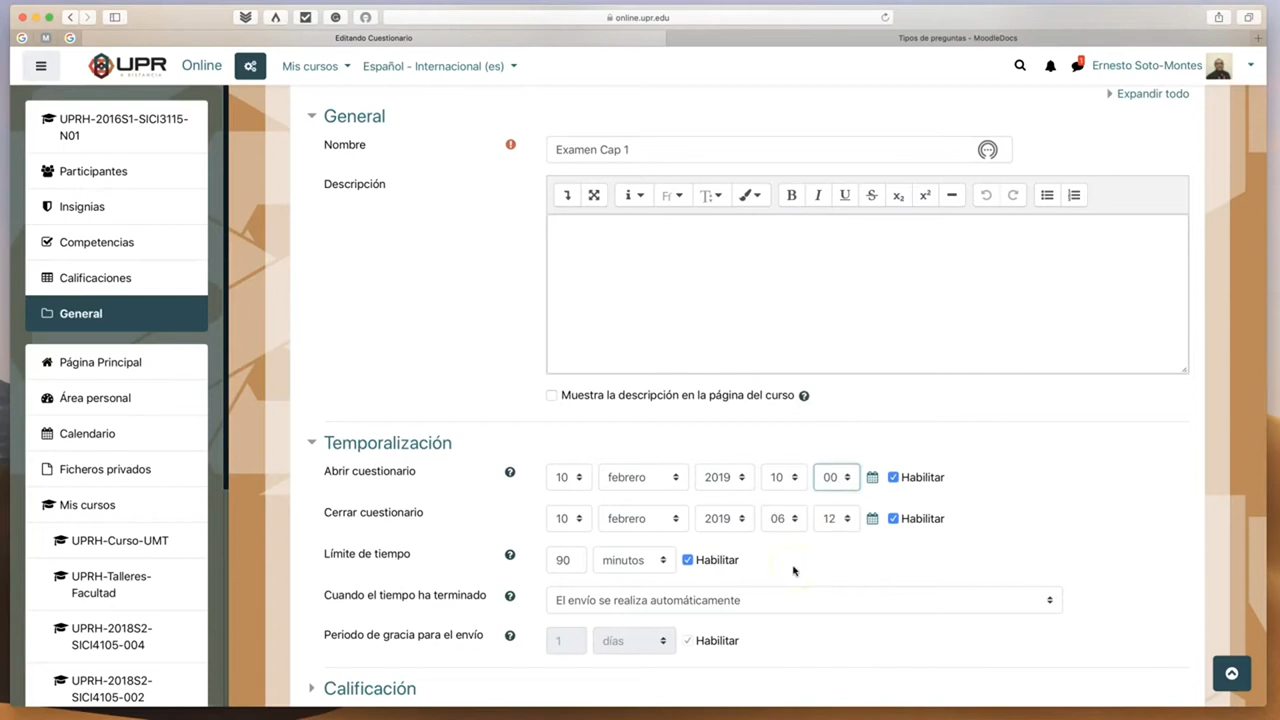 online.upr.edu
Editando Cuestionario
Tipos de preguntas - MoodleDocs
UPR
A DISTANCIA
Online
Mis cursos
Español - Internacional (es)
Ernesto Soto-Montes
UPRH-2016S1-SICI3115-
N01
Participantes
Insignias
Competencias
Calificaciones
General
Página Principal
Área personal
Calendario
Ficheros privados
Mis cursos
UPRH-Curso-UMT
UPRH-Talleres-
Facultad
UPRH-2018S2-
SICI4105-004
UPRH-2018S2-
SICI4105-002
Expandir todo
General
Nombre
Examen Cap 1
Descripción
Muestra la descripción en la página del curso
Temporalización
Abrir cuestionario
10 febrero 2019 10 00 Habilitar
Cerrar cuestionario
10 febrero 2019 06 12 Habilitar
Límite de tiempo
90 minutos Habilitar
Cuando el tiempo ha terminado
El envío se realiza automáticamente
Periodo de gracia para el envío
1 días Habilitar
Calificación